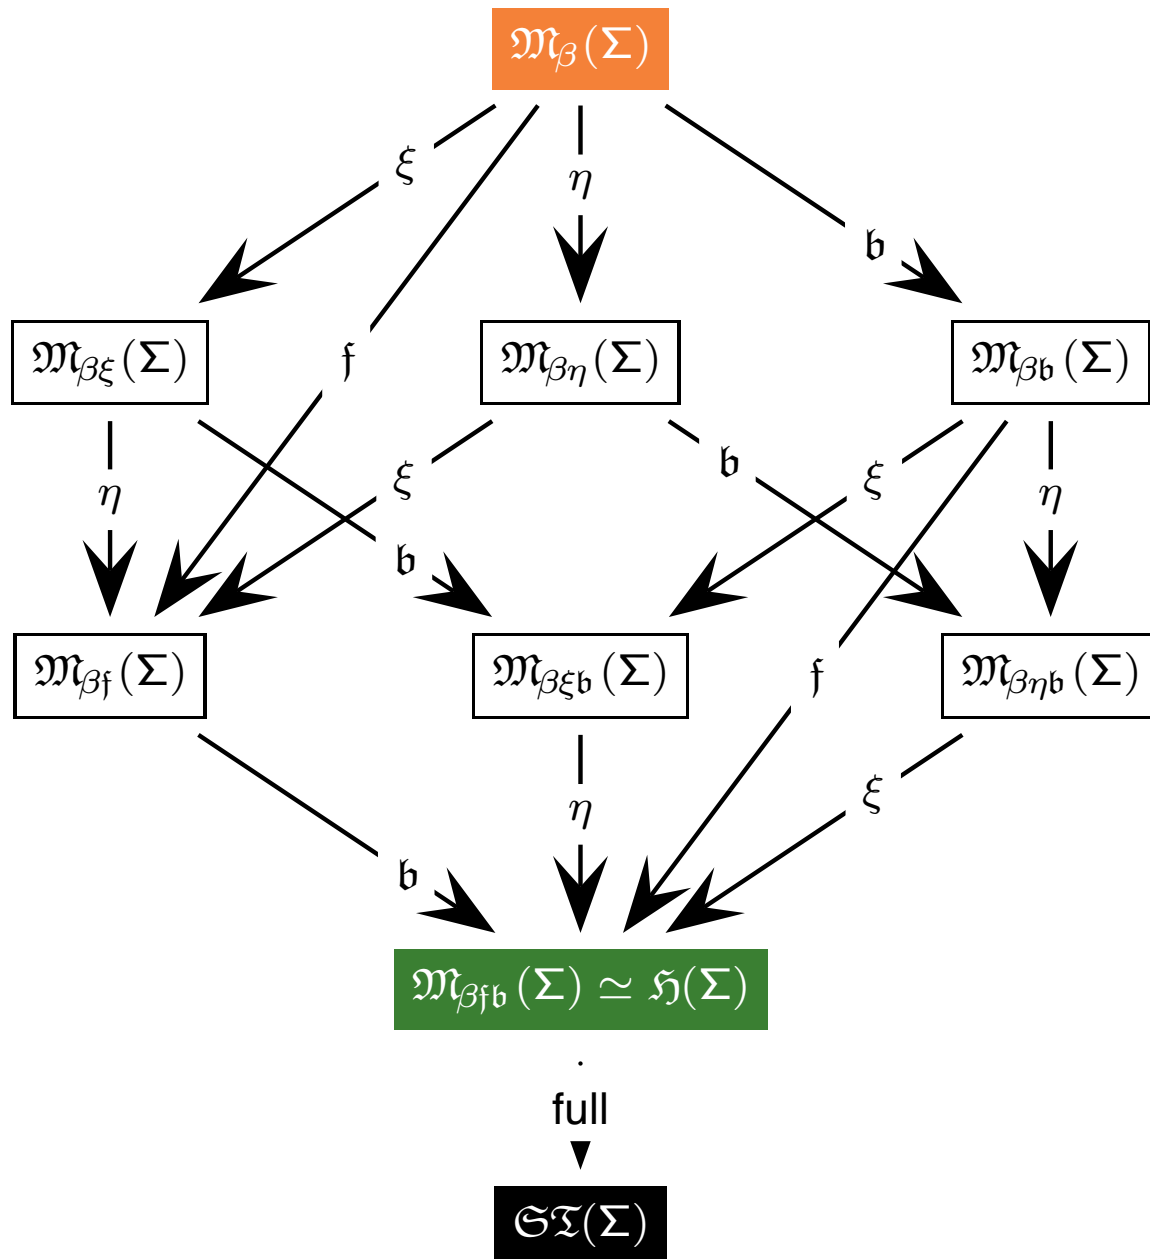 𝔐β(Σ)
ξ
η
𝔟
𝔐βξ(Σ)
𝔣
𝔐βη(Σ)
𝔐β𝔟(Σ)
η
ξ
𝔟
ξ
η
𝔟
𝔐β𝔣(Σ)
𝔐βξ𝔟(Σ)
𝔣
𝔐βη𝔟(Σ)
𝔟
η
ξ
𝔐β𝔣𝔟(Σ) ≃ ℌ(Σ)
full
𝔖𝔗(Σ)